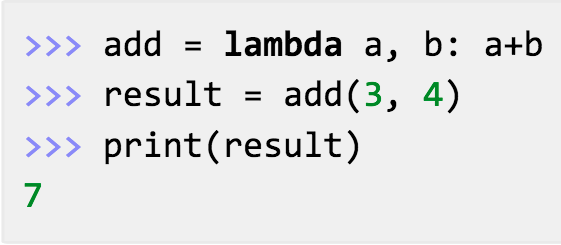 >>> add = lambda a, b: a+b
>>> result = add(3, 4)
>>> print(result)
7